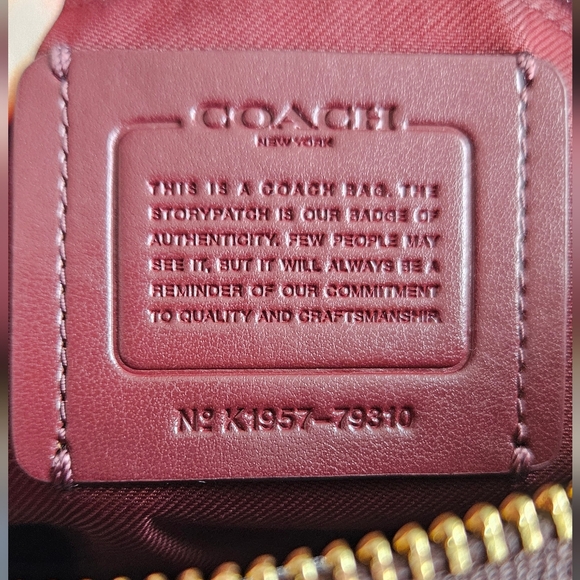 COACH
NEW YORK
THIS IS A COACH BAG. THE
STORYPATCH IS OUR BADGE OF
AUTHENTICITY. FEW PEOPLE MAY
SEE IT, BUT IT WILL ALWAYS BE A
REMINDER OF OUR COMMITMENT
TO QUALITY AND CRAFTSMANSHIP.
Nº K1957-79310